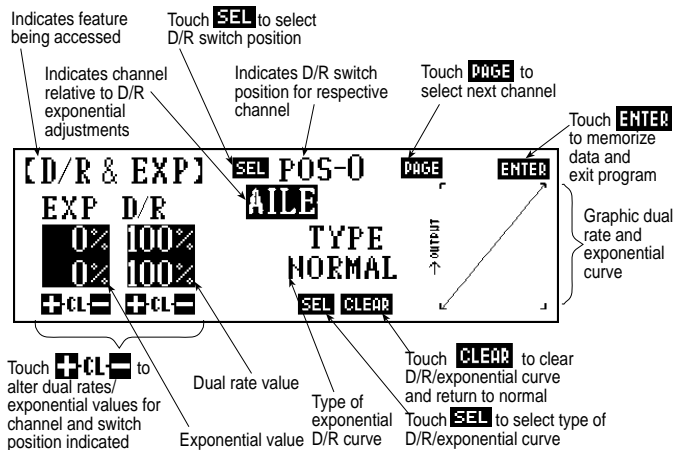 Indicates feature
being accessed
Touch SEL to select
D/R switch position
Indicates channel
relative to D/R
exponential
adjustments
Indicates D/R switch
position for respective
channel
Touch PAGE to
select next channel
Touch ENTER
to memorize
data and
exit program
[D/R & EXP] SEL POS-0 PAGE ENTER
AILE
EXP D/R
0% 100%
0% 100%
+CL- +CL-
TYPE
NORMAL
SEL CLEAR
→OUTPUT
Graphic dual
rate and
exponential
curve
Touch +CL- to
alter dual rates/
exponential values for
channel and switch
position indicated
Dual rate value
Exponential value
Type of
exponential
D/R curve
Touch CLEAR to clear
D/R/exponential curve
and return to normal
Touch SEL to select type of
D/R/exponential curve